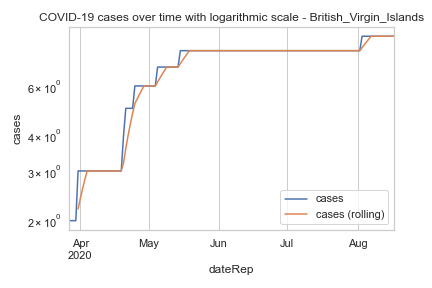 COVID-19 cases over time with logarithmic scale - British_Virgin_Islands
cases
6 × 10⁰
4 × 10⁰
3 × 10⁰
2 × 10⁰
cases
cases (rolling)
Apr May Jun Jul Aug
2020
dateRep